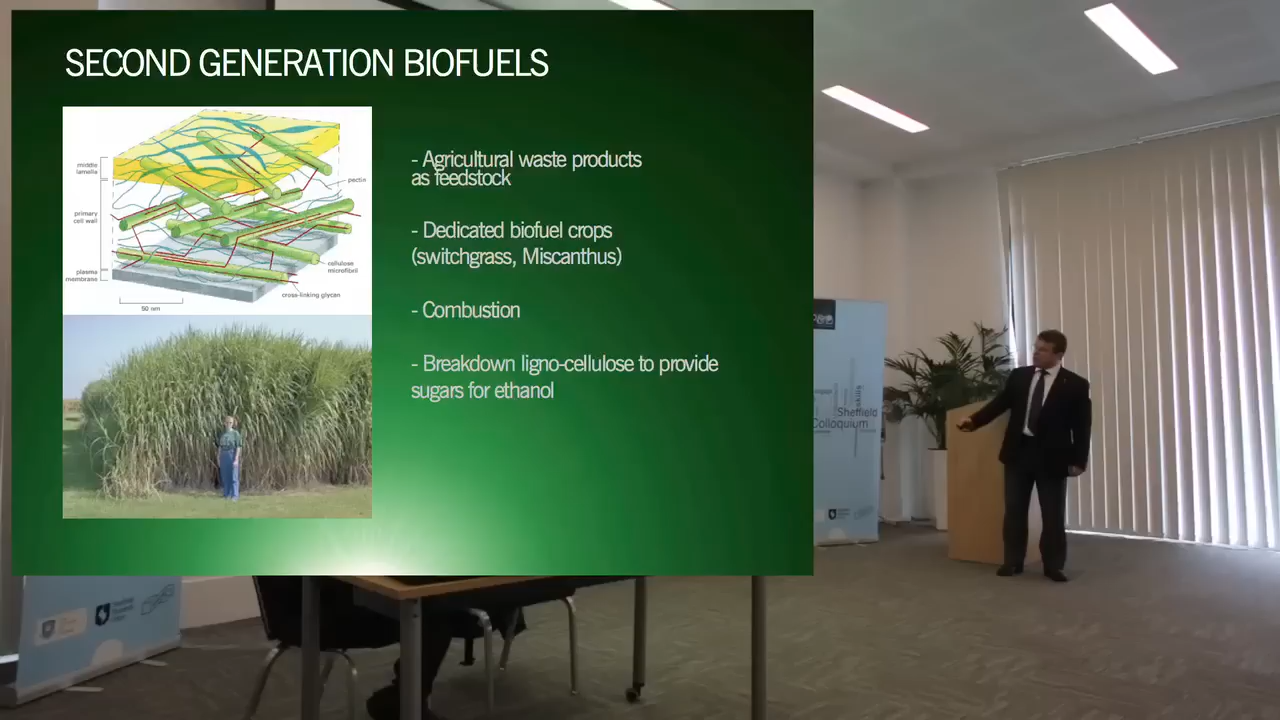 SECOND GENERATION BIOFUELS
middle
lamella
pectin
primary
cell wall
plasma
membrane
cellulose
microfibril
cross-linking glycan
50 nm
- Agricultural waste products
as feedstock
- Dedicated biofuel crops
(switchgrass, Miscanthus)
- Combustion
- Breakdown ligno-cellulose to provide
sugars for ethanol
skills
Sheffield
Colloquium